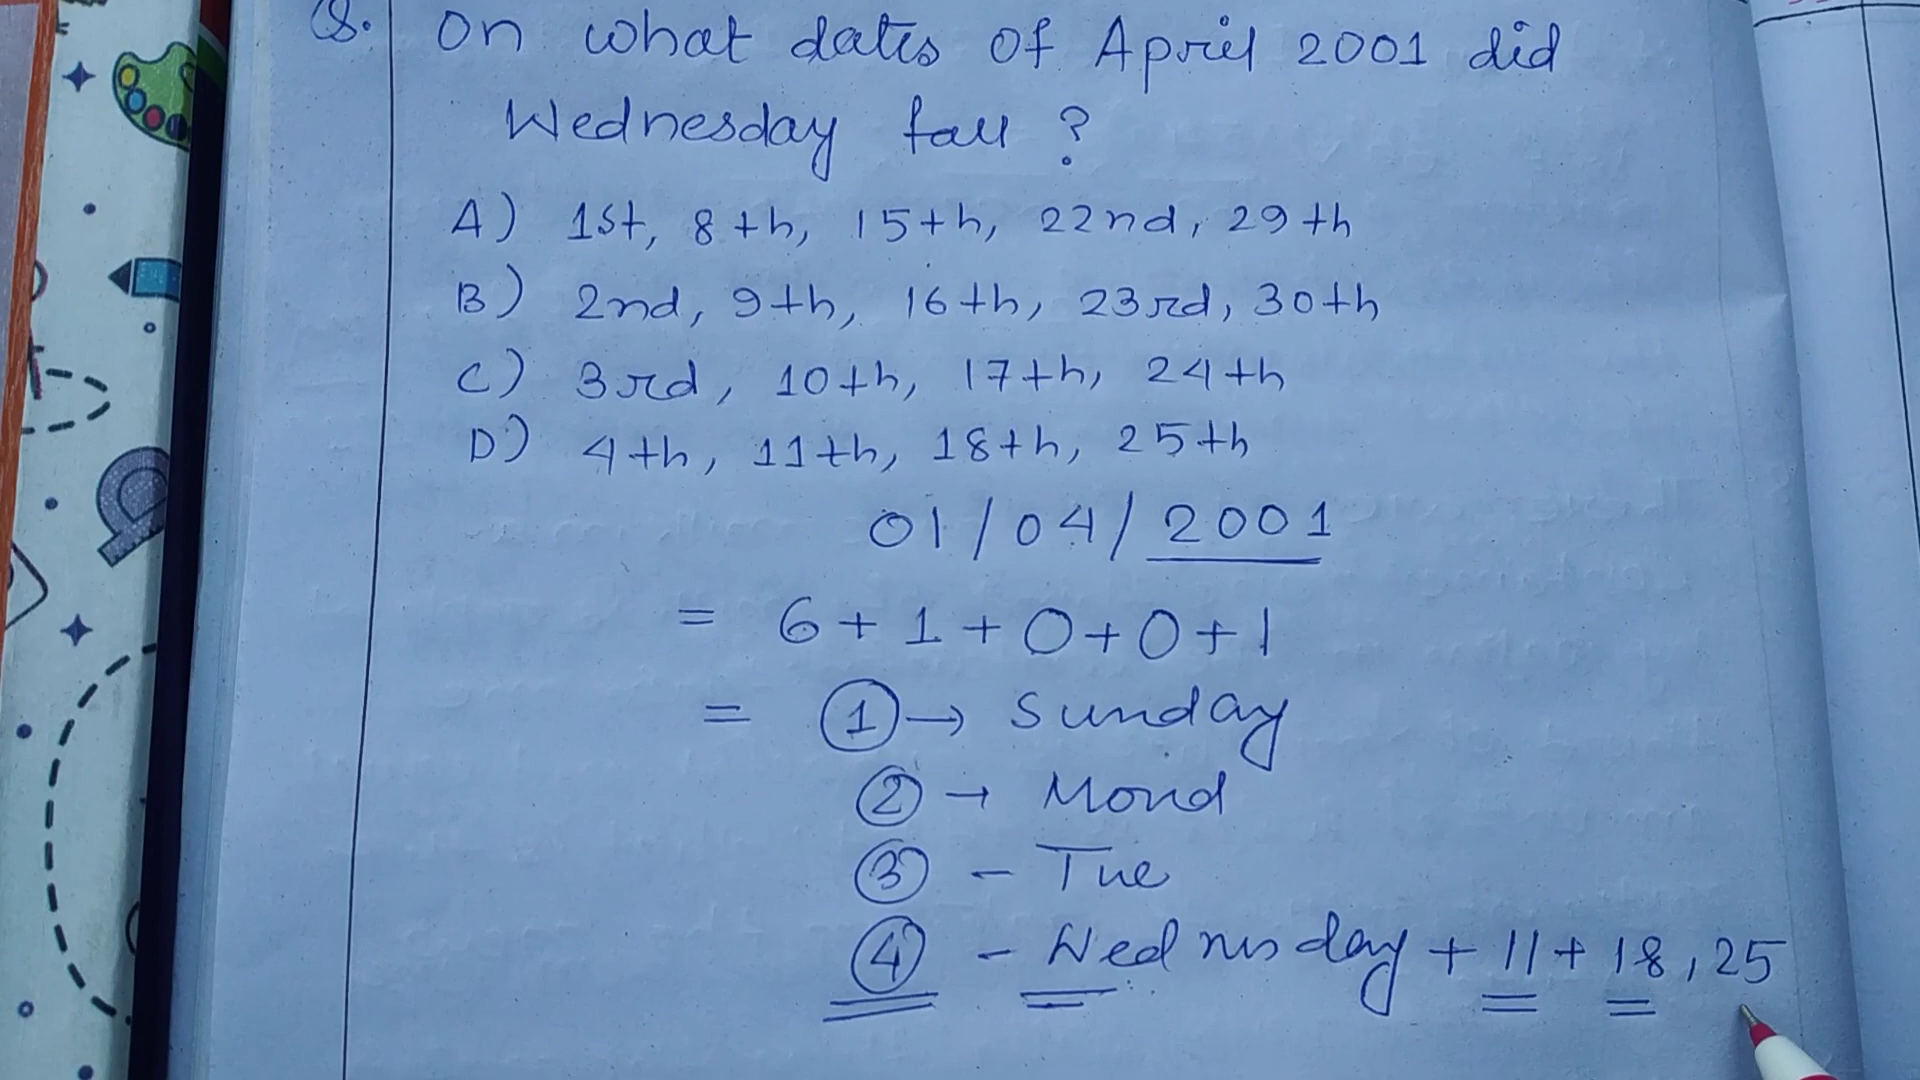 Q. On what dates of April 2001 did
Wednesday fall ?
A) 1st, 8th, 15th, 22nd, 29th
B) 2nd, 9th, 16th, 23rd, 30th
C) 3rd, 10th, 17th, 24th
D) 4th, 11th, 18th, 25th
01/04/2001
= 6+1+0+0+1
= 1 → Sunday
2 → Mond
3 - Tue
4 - Wednesday + 11 + 18, 25